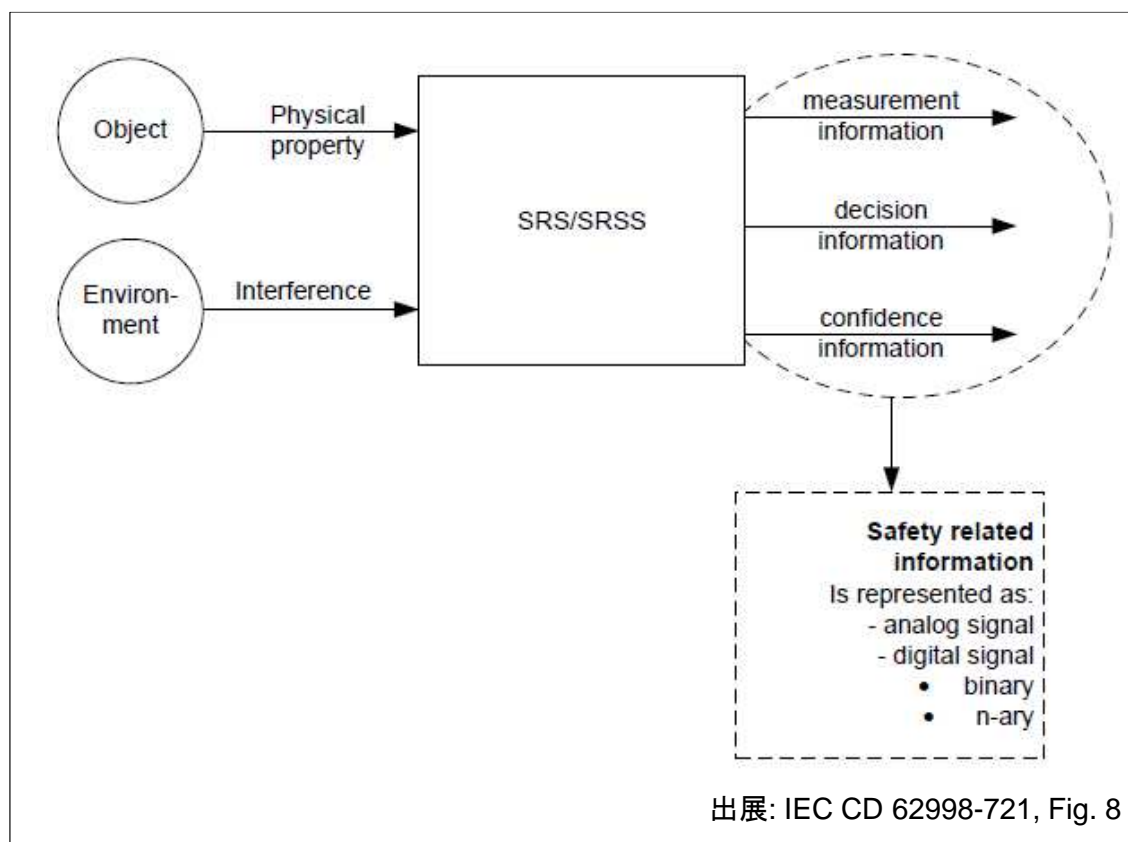 Object
Physical
property
Environ-
ment
Interference
SRS/SRSS
measurement
information
decision
information
confidence
information
Safety related
information
Is represented as:
- analog signal
- digital signal
• binary
• n-ary
出展: IEC CD 62998-721, Fig. 8